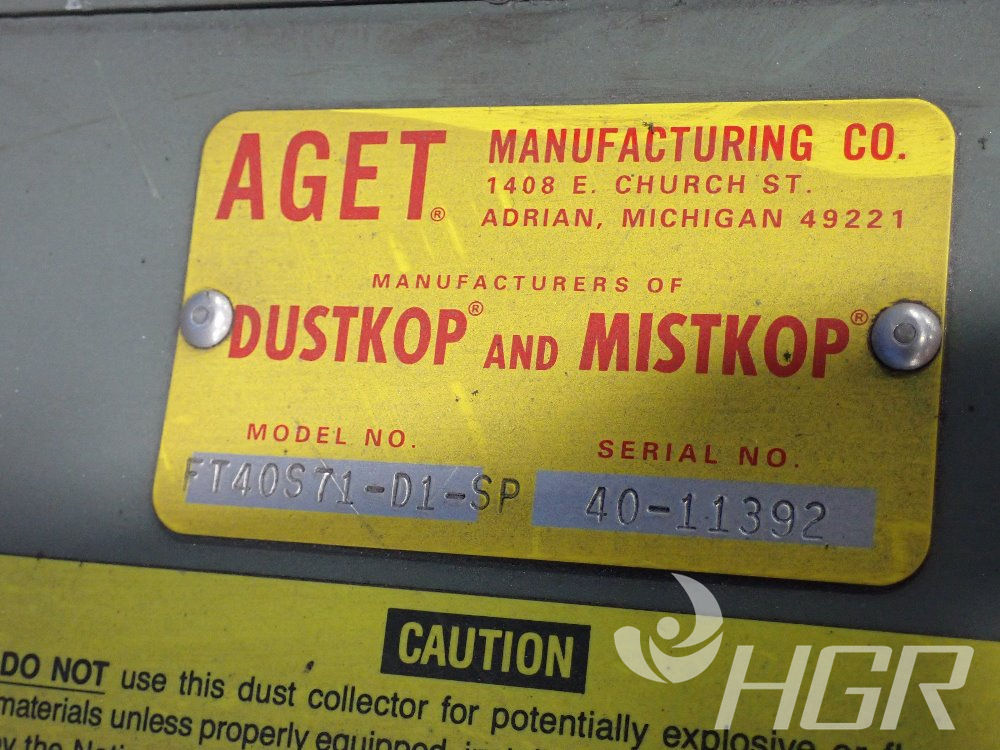 AGET® MANUFACTURING CO.
1408 E. CHURCH ST.
ADRIAN, MICHIGAN 49221
MANUFACTURERS OF
DUSTKOP® AND MISTKOP®
MODEL NO. SERIAL NO.
FT40S71-D1-SP 40-11392
CAUTION
DO NOT use this dust collector for potentially explosive
materials unless properly equipped
by the
HGR